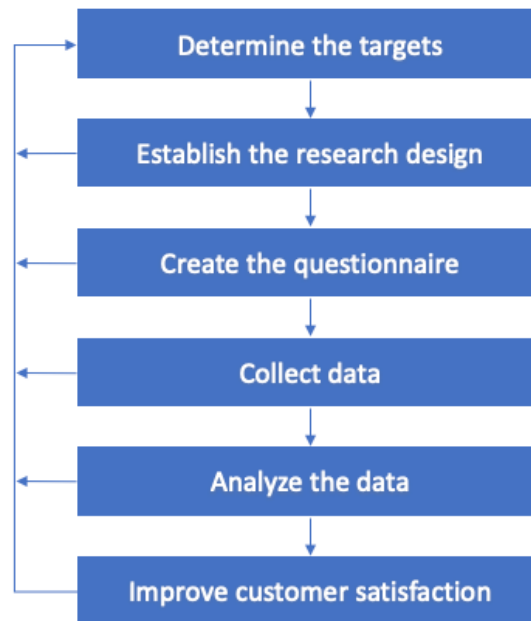 Determine the targets
Establish the research design
Create the questionnaire
Collect data
Analyze the data
Improve customer satisfaction